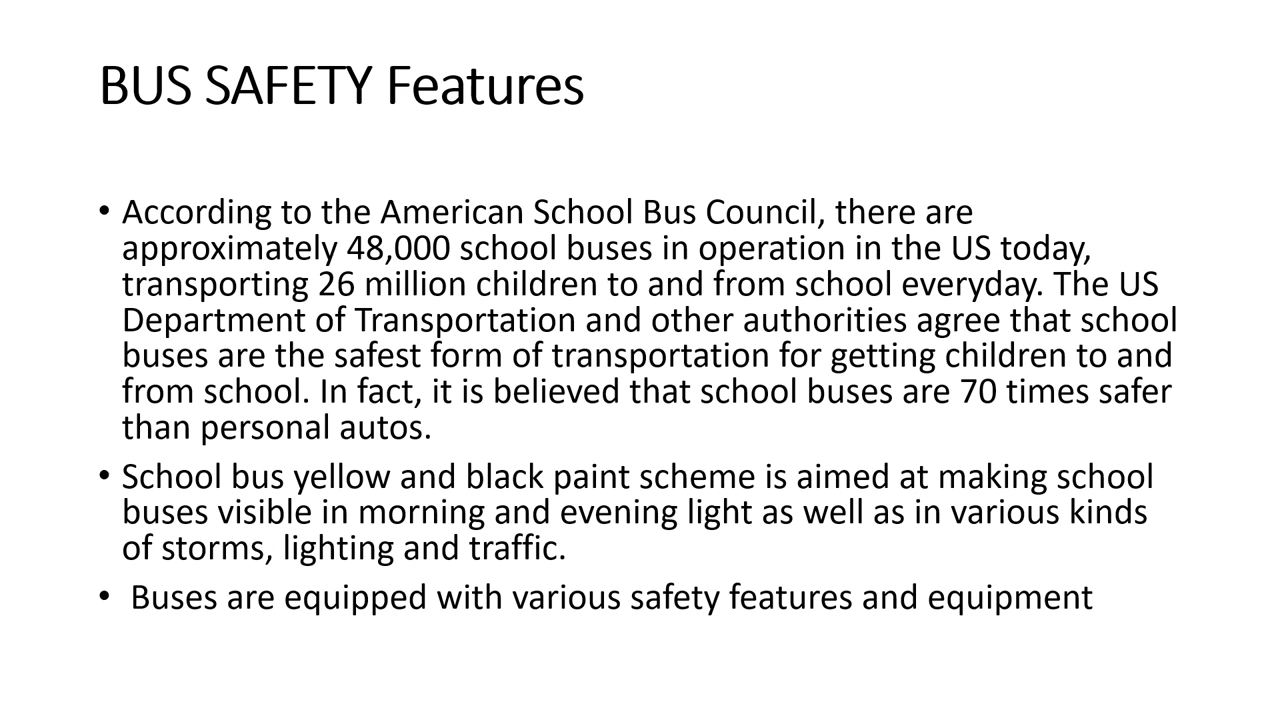 BUS SAFETY Features
• According to the American School Bus Council, there are
approximately 48,000 school buses in operation in the US today,
transporting 26 million children to and from school everyday. The US
Department of Transportation and other authorities agree that school
buses are the safest form of transportation for getting children to and
from school. In fact, it is believed that school buses are 70 times safer
than personal autos.
• School bus yellow and black paint scheme is aimed at making school
buses visible in morning and evening light as well as in various kinds
of storms, lighting and traffic.
• Buses are equipped with various safety features and equipment